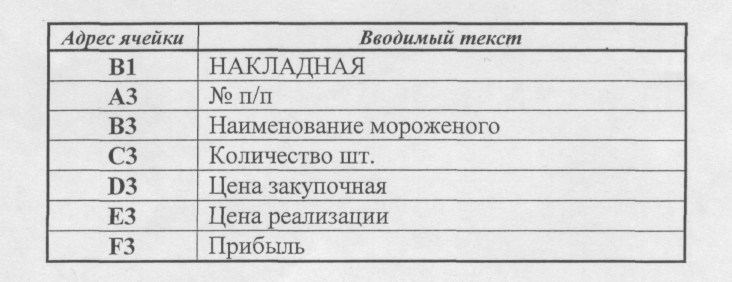 Адрес ячейки Вводимый текст
B1 НАКЛАДНАЯ
A3 № п/п
B3 Наименование мороженого
C3 Количество шт.
D3 Цена закупочная
E3 Цена реализации
F3 Прибыль